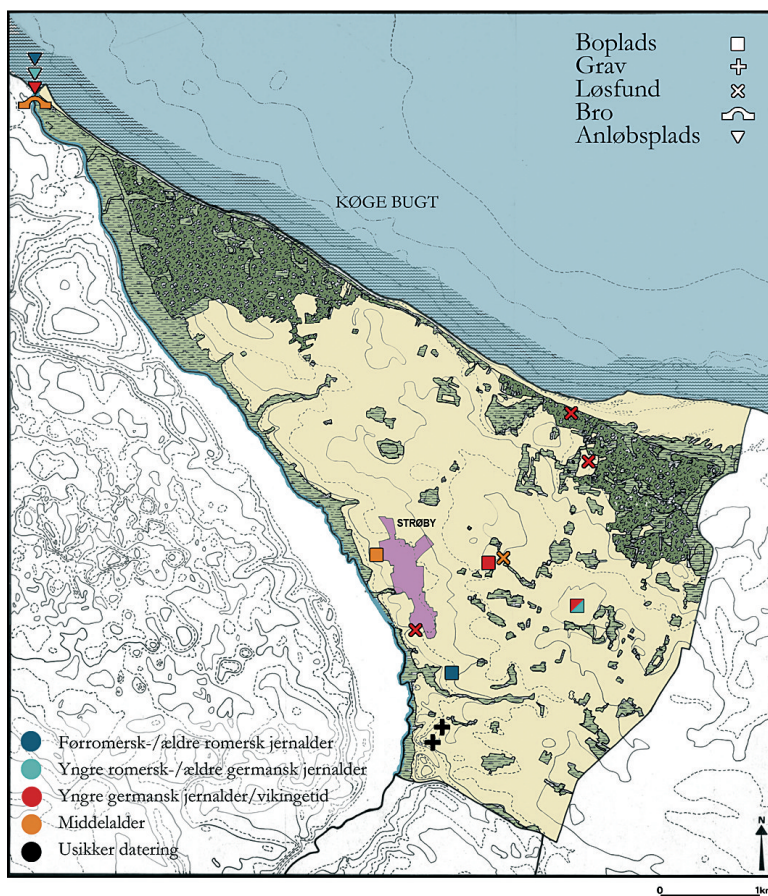 Boplads
Grav
Løsfund
Bro
Anløbsplads
KØGE BUGT
STRØBY
Førromersk-/ældre romersk jernalder
Yngre romersk-/ældre germansk jernalder
Yngre germansk jernalder/vikingetid
Middelalder
Usikker datering
N
0 1km